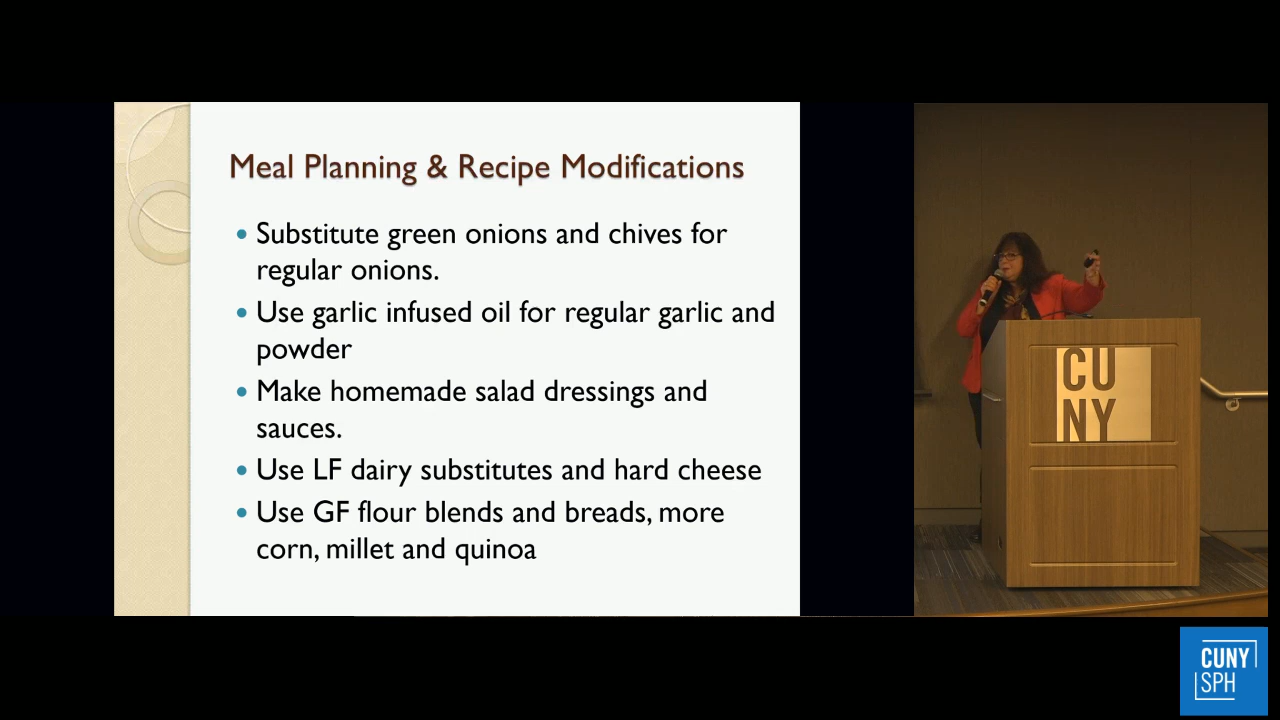 Meal Planning & Recipe Modifications
Substitute green onions and chives for
regular onions.
Use garlic infused oil for regular garlic and
powder
Make homemade salad dressings and
sauces.
Use LF dairy substitutes and hard cheese
Use GF flour blends and breads, more
corn, millet and quinoa
CU
NY
CUNY
SPH